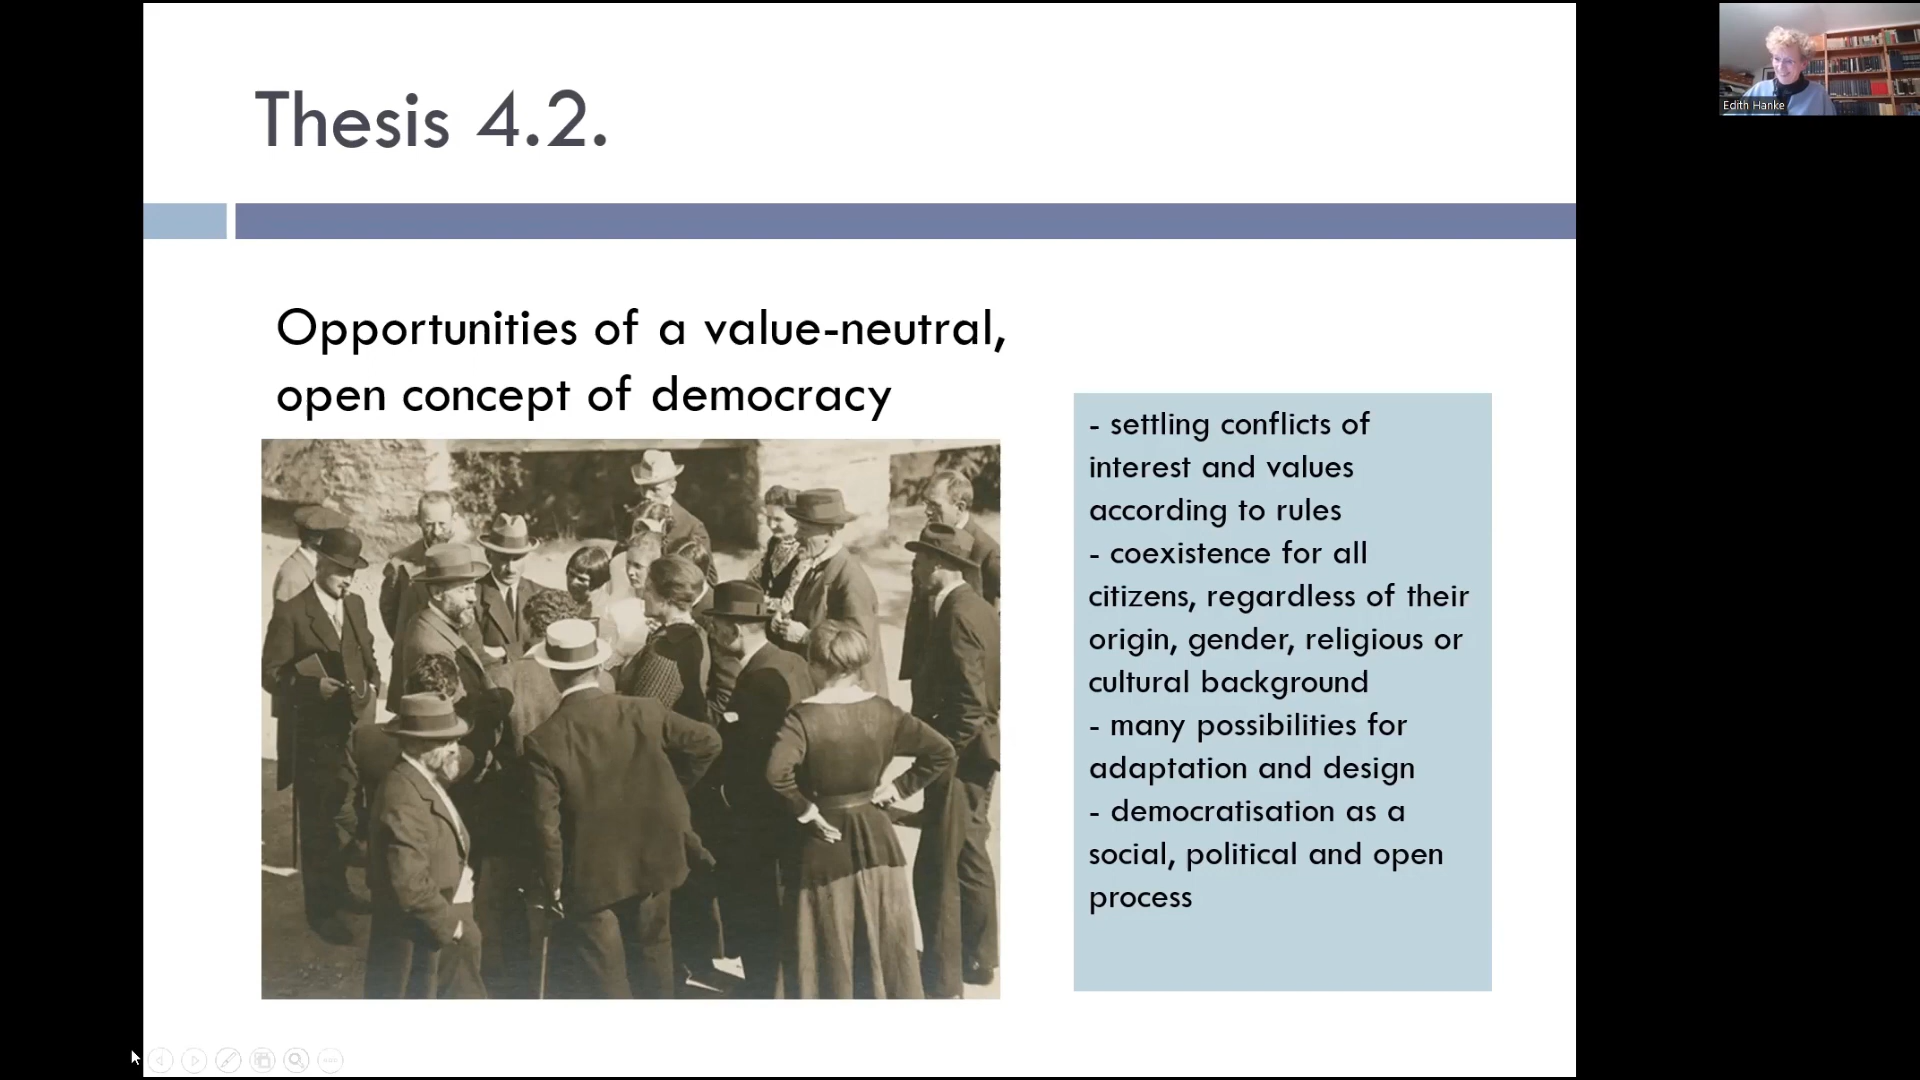 Thesis 4.2.
Edith Hanke
Opportunities of a value-neutral,
open concept of democracy
- settling conflicts of
interest and values
according to rules
- coexistence for all
citizens, regardless of their
origin, gender, religious or
cultural background
- many possibilities for
adaptation and design
- democratisation as a
social, political and open
process